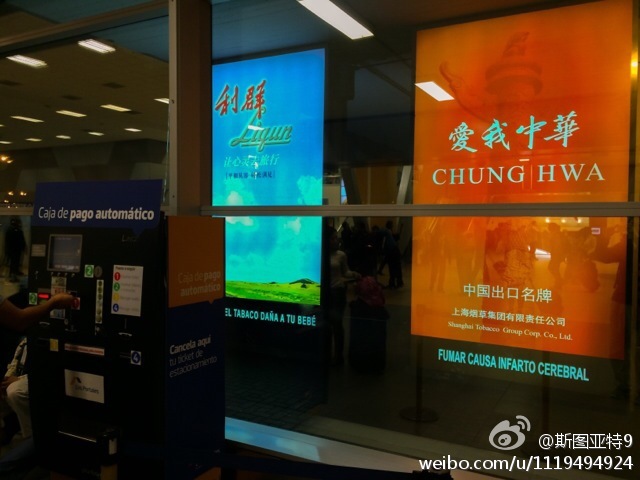 利群
Liqun
EL TABACO DAÑA A TU BEBÉ
愛我中華
CHUNG HWA
中国出口名牌
上海烟草集团有限责任公司
Shanghai Tobacco Group Corp. Co., Ltd.
FUMAR CAUSA INFARTO CEREBRAL
Caja de pago automático
Caja de pago
automático
Cancela aquí
tu ticket de
estacionamiento
@斯图亚特9
weibo.com/u/1119494924